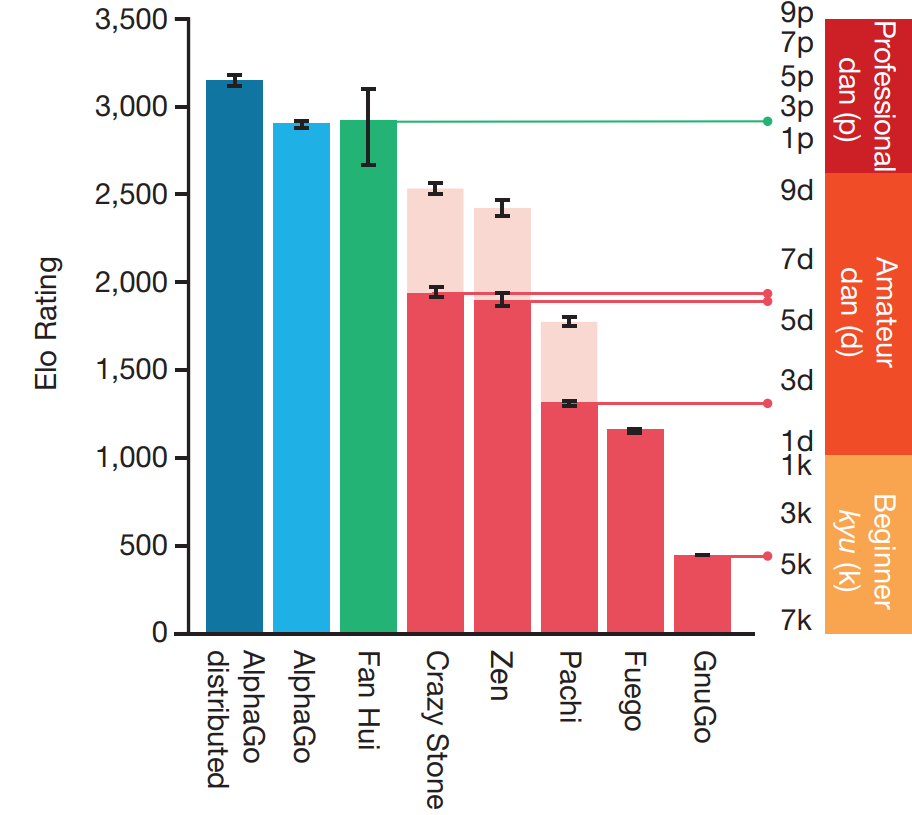 3,500
3,000
2,500
2,000
1,500
1,000
500
0
Elo Rating
AlphaGo
distributed
AlphaGo
Fan Hui
Crazy Stone
Zen
Pachi
Fuego
GnuGo
9p
7p
5p
3p
1p
9d
7d
5d
3d
1d
1k
3k
5k
7k
Professional
dan (p)
Amateur
dan (d)
Beginner
kyu (k)